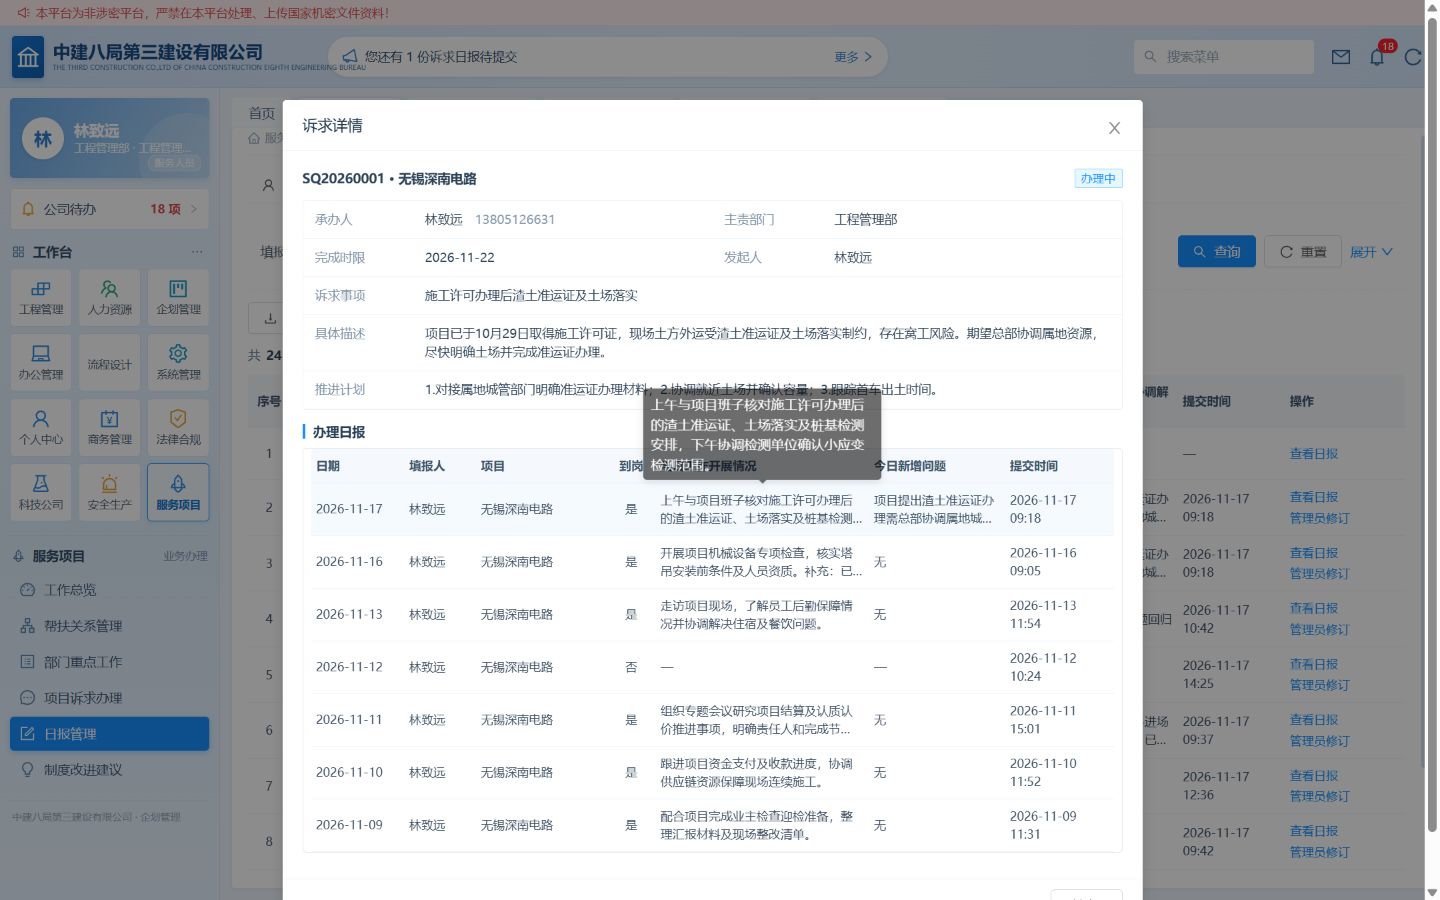 本平台为非涉密平台，严禁在本平台处理、上传国家机密文件资料！
中建八局第三建设有限公司
THE THIRD CONSTRUCTION CO.,LTD OF CHINA CONSTRUCTION EIGHTH ENGINEERING BUREAU
您还有 1 份诉求日报待提交
更多
搜索菜单
18
林
林致远
工程管理部 · 工程管理...
服务人员
公司待办
18 项
工作台
工程管理
人力资源
企划管理
办公管理
流程设计
系统管理
个人中心
商务管理
法律合规
科技公司
安全生产
服务项目
服务项目
业务办理
工作总览
帮扶关系管理
部门重点工作
项目诉求办理
日报管理
制度改进建议
中建八局第三建设有限公司 · 企划管理
首页
诉求详情
SQ20260001 • 无锡深南电路
办理中
承办人
林致远 13805126631
主责部门
工程管理部
完成时限
2026-11-22
发起人
林致远
诉求事项
施工许可办理后渣土准运证及土场落实
具体描述
项目已于10月29日取得施工许可证，现场土方外运受渣土准运证及土场落实制约，存在窝工风险。期望总部协调属地资源，
尽快明确土场并完成准运证办理。
推进计划
1.对接属地城管部门明确准运证办理材料；2.协调就近土场并确认容量；3.跟踪首车出土时间。
上午与项目班子核对施工许可办理后
的渣土准运证、土场落实及桩基检测
安排，下午协调检测单位确认小应变
检测范围。
办理日报
日期
填报人
项目
到岗
开展情况
今日新增问题
提交时间
2026-11-17
林致远
无锡深南电路
是
上午与项目班子核对施工许可办理后
的渣土准运证、土场落实及桩基检测...
项目提出渣土准运证办
理需总部协调属地城...
2026-11-17
09:18
2026-11-16
林致远
无锡深南电路
是
开展项目机械设备专项检查，核实塔
吊安装前条件及人员资质。补充：已...
无
2026-11-16
09:05
2026-11-13
林致远
无锡深南电路
是
走访项目现场，了解员工后勤保障情
况并协调解决住宿及餐饮问题。
无
2026-11-13
11:54
2026-11-12
林致远
无锡深南电路
否
—
—
2026-11-12
10:24
2026-11-11
林致远
无锡深南电路
是
组织专题会议研究项目结算及认质认
价推进事项，明确责任人和完成节...
无
2026-11-11
15:01
2026-11-10
林致远
无锡深南电路
是
跟进项目资金支付及收款进度，协调
供应链资源保障现场连续施工。
无
2026-11-10
11:52
2026-11-09
林致远
无锡深南电路
是
配合项目完成业主检查迎检准备，整
理汇报材料及现场整改清单。
无
2026-11-09
11:31
服务
填报
查询
重置
展开
共 24
序号
协调解
提交时间
操作
1
—
查看日报
2
证办
城...
2026-11-17
09:18
查看日报
管理员修订
3
证办
城...
2026-11-17
09:18
查看日报
管理员修订
4
题回归
2026-11-17
10:42
查看日报
管理员修订
5
2026-11-17
14:25
查看日报
管理员修订
6
进场
已...
2026-11-17
09:37
查看日报
管理员修订
7
2026-11-17
12:36
查看日报
管理员修订
8
2026-11-17
09:42
查看日报
管理员修订